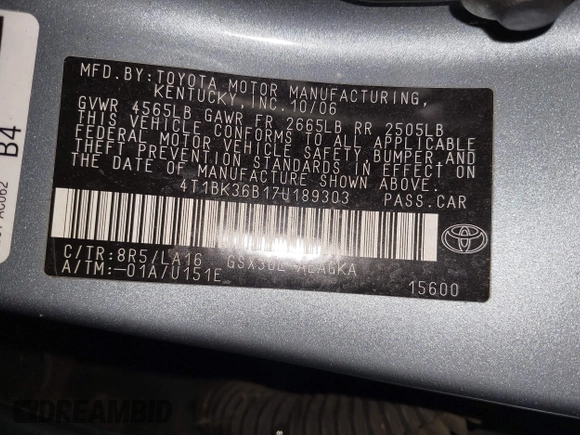 MFD.BY: TOYOTA MOTOR MANUFACTURING,
KENTUCKY, INC. 10/06
GVWR 4565LB GAWR FR 2665LB RR 2505LB
THIS VEHICLE CONFORMS TO ALL APPLICABLE
FEDERAL MOTOR VEHICLE SAFETY, BUMPER, AND
THEFT PREVENTION STANDARDS IN EFFECT ON
THE DATE OF MANUFACTURE SHOWN ABOVE.
4T1BK36B17U189303 PASS.CAR
C/TR: 8R5/LA16
A/TM:-01A/U151E
15600
TOYOTA
B4
AC062
DREAMBID